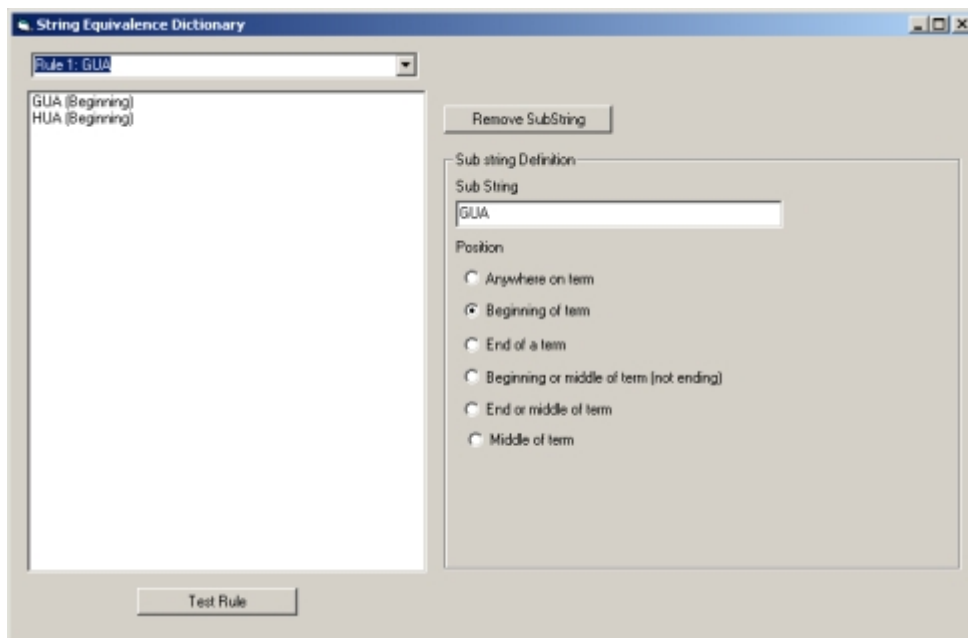 String Equivalence Dictionary
Rule 1: GUA
GUA (Beginning)
HUA (Beginning)
Remove SubString
Sub string Definition
Sub String
GUA
Position
Anywhere on term
Beginning of term
End of a term
Beginning or middle of term (not ending)
End or middle of term
Middle of term
Test Rule